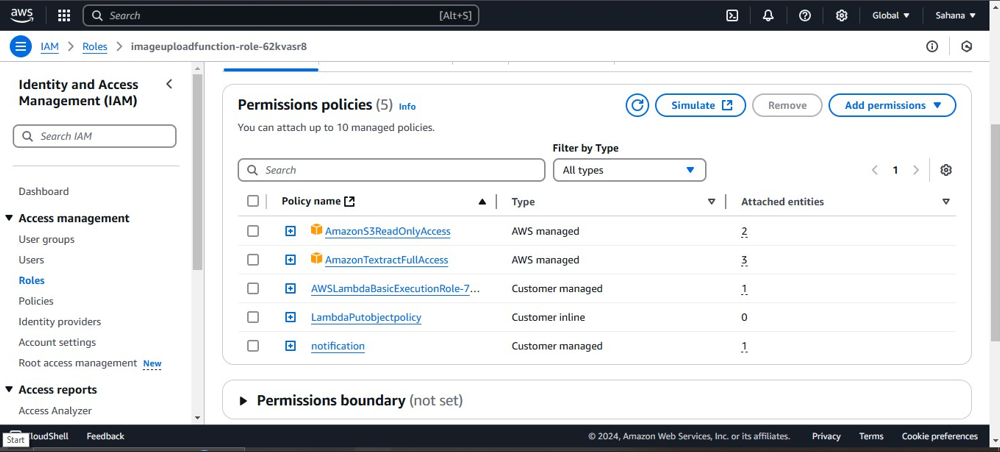 aws
Search [Alt+S] Global Sahana
IAM > Roles > imageuploadfunction-role-62kvasr8
Identity and Access Management (IAM)
Search IAM
Dashboard
Access management
User groups
Users
Roles
Policies
Identity providers
Account settings
Root access management New
Access reports
Access Analyzer
Permissions policies (5) Info
Simulate Remove Add permissions
You can attach up to 10 managed policies.
Filter by Type
Search All types 1
Policy name Type Attached entities
AmazonS3ReadOnlyAccess AWS managed 2
AmazonTextractFullAccess AWS managed 3
AWSLambdaBasicExecutionRole-7... Customer managed 1
LambdaPutobjectpolicy Customer inline 0
notification Customer managed 1
Permissions boundary (not set)
Start
CloudShell Feedback © 2024, Amazon Web Services, Inc. or its affiliates. Privacy Terms Cookie preferences